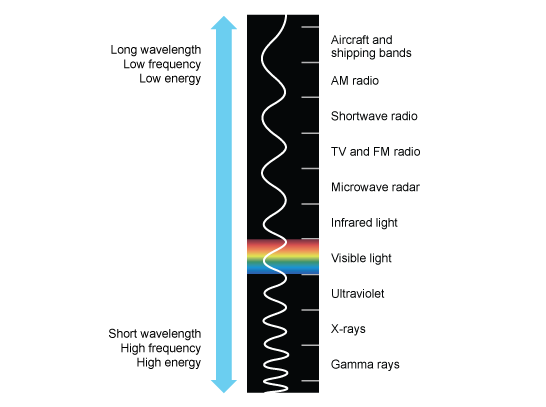 Long wavelength
Low frequency
Low energy
Aircraft and
shipping bands
AM radio
Shortwave radio
TV and FM radio
Microwave radar
Infrared light
Visible light
Ultraviolet
X-rays
Gamma rays
Short wavelength
High frequency
High energy